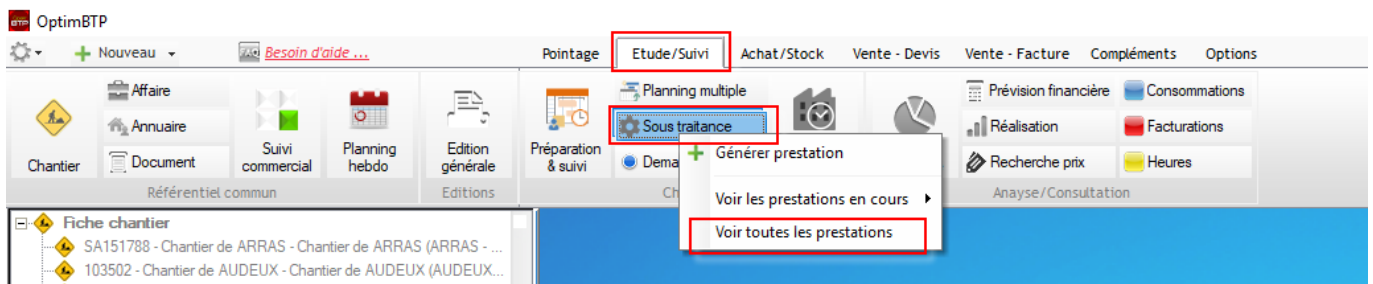 OptimBTP
Nouveau
Besoin d'aide ...
Pointage
Etude/Suivi
Achat/Stock
Vente - Devis
Vente - Facture
Compléments
Options
Chantier
Affaire
Annuaire
Document
Suivi
commercial
Planning
hebdo
Référentiel commun
Edition
générale
Editions
Préparation
& suivi
Planning multiple
Sous traitance
Dema
Ch
Prévision financière
Réalisation
Recherche prix
Consommations
Facturations
Heures
Anayse/Consultation
Générer prestation
Voir les prestations en cours
Voir toutes les prestations
Fiche chantier
SA151788 - Chantier de ARRAS - Chantier de ARRAS (ARRAS - ...
103502 - Chantier de AUDEUX - Chantier de AUDEUX (AUDEUX...